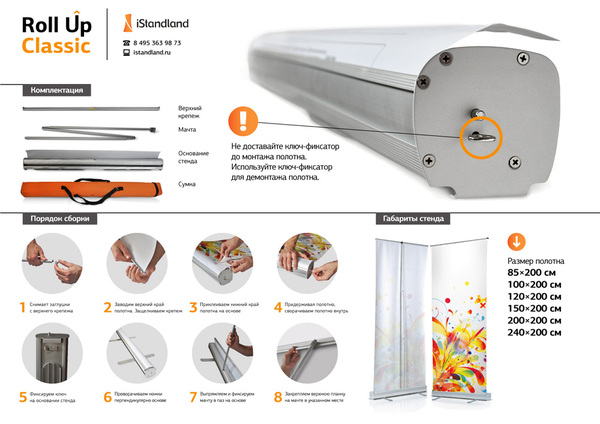 Roll Up
Classic
iStandland
8 495 363 98 73
istandland.ru
Комплектация
Верхний
крепеж
Мачта
Основание
стенда
Сумка
!
Не доставайте ключ-фиксатор
до монтажа полотна.
Используйте ключ-фиксатор
для демонтажа полотна.
Порядок сборки
1 Снимает заглушки
с верхнего крепежа
2 Заводим верхний край
полотна. Защелкиваем крепеж
3 Приклеиваем нижний край
полотна на основе
4 Придерживая полотно,
сворачиваем полотно внутрь
5 Фиксируем ключ
на основании стенда
6 Проворачиваем ножки
перпендикулярно основе
7 Выпрямляем и фиксируем
мачту в паз на основе
8 Закрепляем верхнюю планку
на мачте в указанном месте
Габариты стенда
Размер полотна
85×200 см
100×200 см
120×200 см
150×200 см
200×200 см
240×200 см